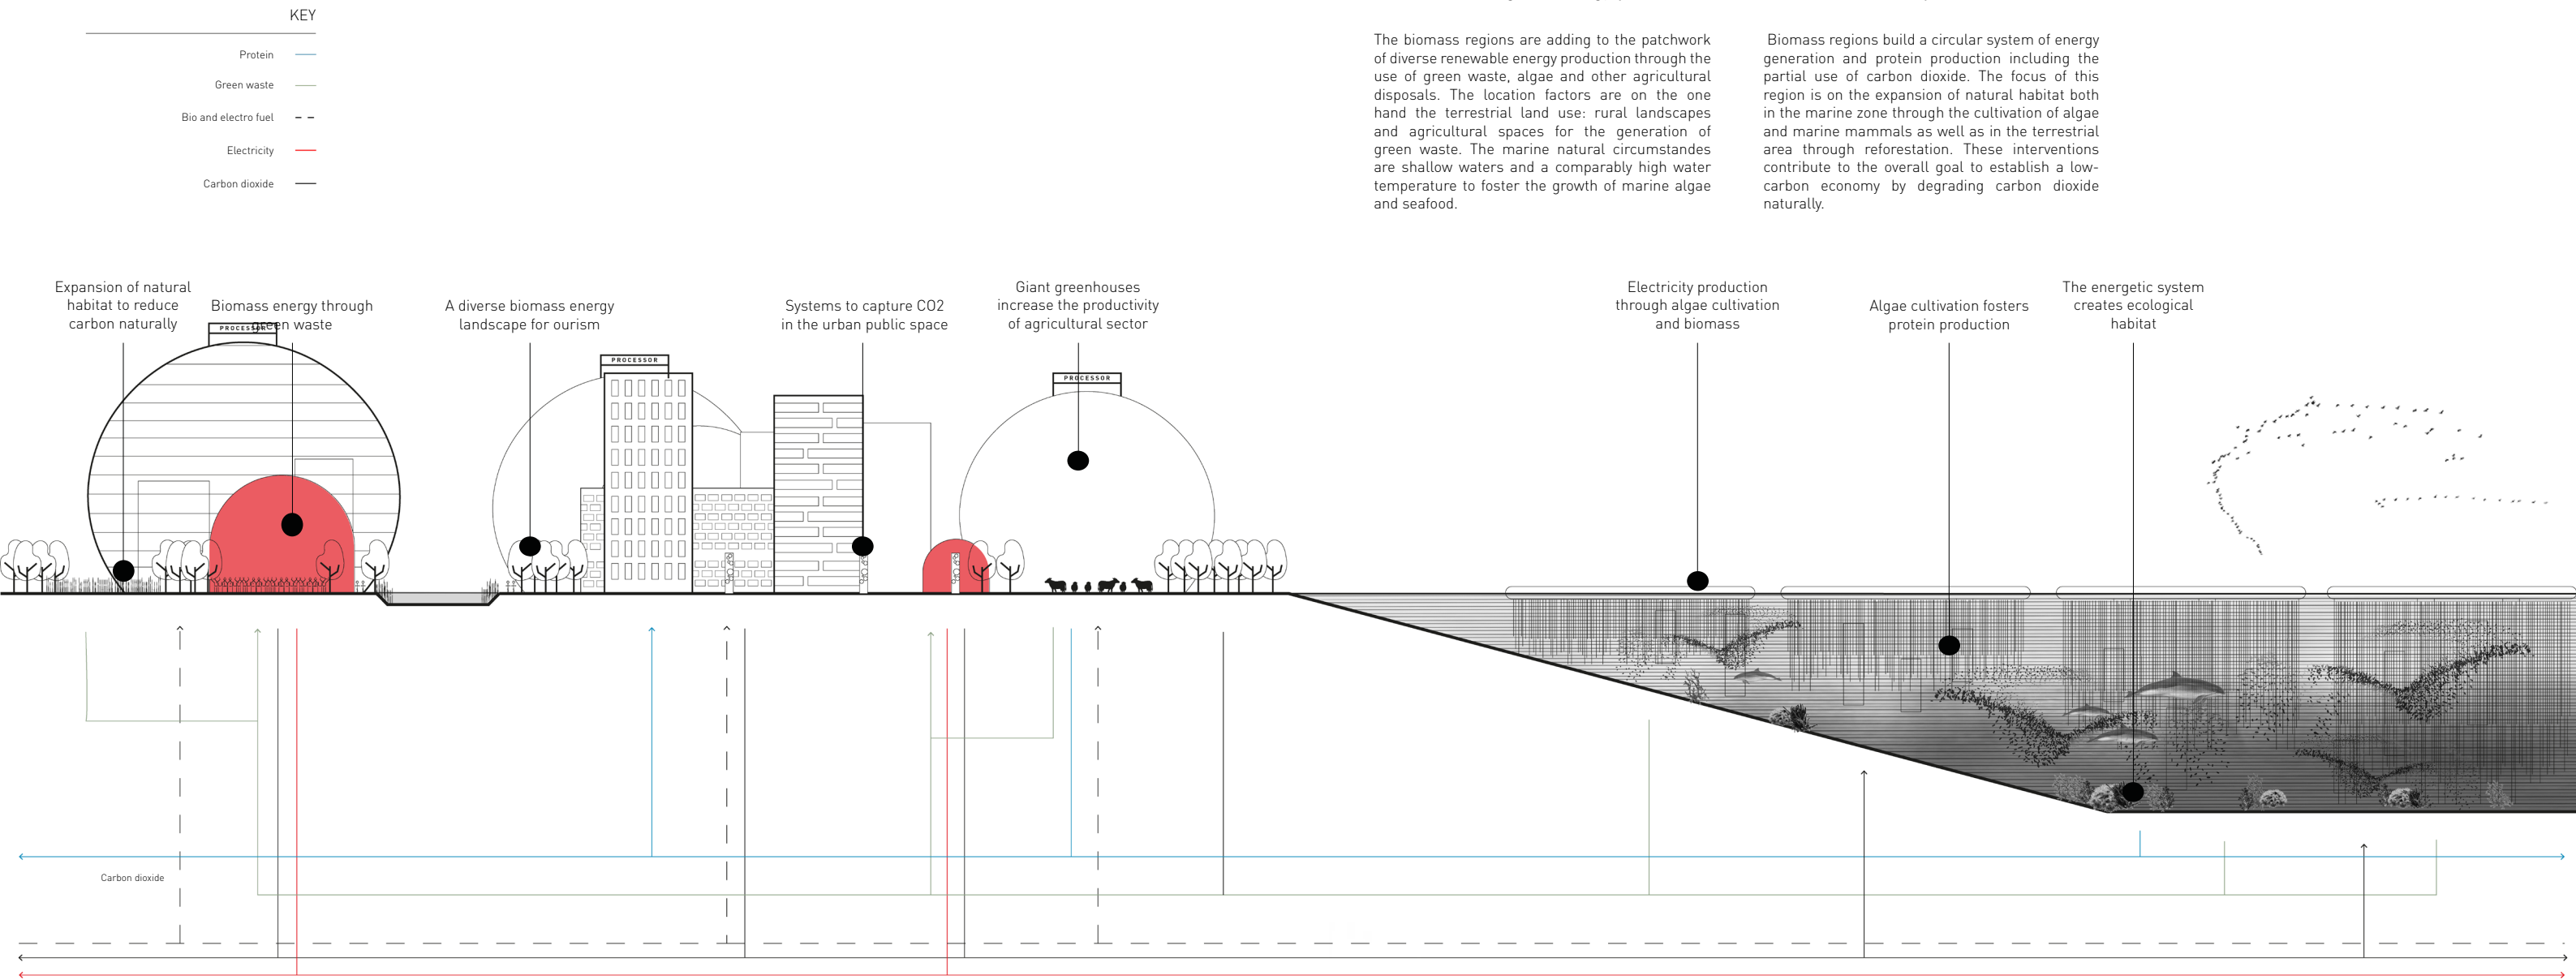 KEY
Protein
Green waste
Bio and electro fuel
Electricity
Carbon dioxide
The biomass regions are adding to the patchwork
of diverse renewable energy production through the
use of green waste, algae and other agricultural
disposals. The location factors are on the one
hand the terrestrial land use: rural landscapes
and agricultural spaces for the generation of
green waste. The marine natural circumstandes
are shallow waters and a comparably high water
temperature to foster the growth of marine algae
and seafood.
Biomass regions build a circular system of energy
generation and protein production including the
partial use of carbon dioxide. The focus of this
region is on the expansion of natural habitat both
in the marine zone through the cultivation of algae
and marine mammals as well as in the terrestrial
area through reforestation. These interventions
contribute to the overall goal to establish a low-
carbon economy by degrading carbon dioxide
naturally.
Expansion of natural
habitat to reduce
carbon naturally
Biomass energy through
green waste
PROCESSOR
A diverse biomass energy
landscape for ourism
PROCESSOR
Systems to capture CO2
in the urban public space
Giant greenhouses
increase the productivity
of agricultural sector
PROCESSOR
Electricity production
through algae cultivation
and biomass
Algae cultivation fosters
protein production
The energetic system
creates ecological
habitat
Carbon dioxide